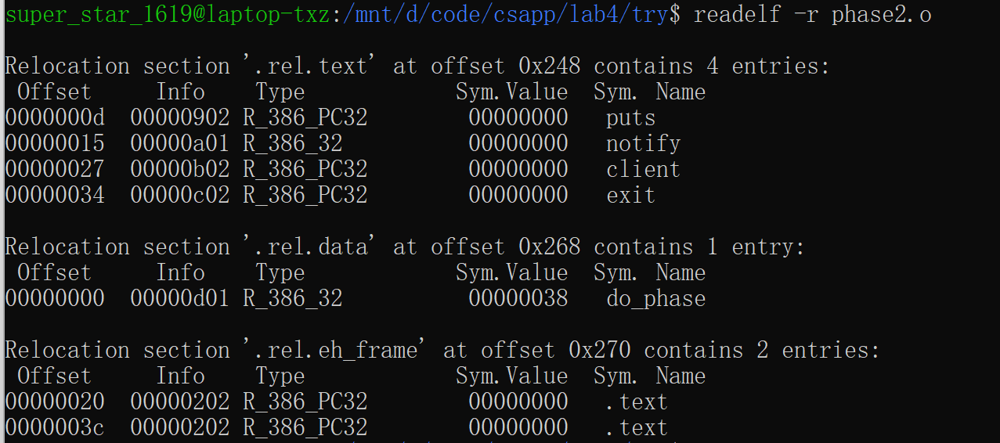 super_star_1619@laptop-txz:/mnt/d/code/csapp/lab4/try$ readelf -r phase2.o
Relocation section '.rel.text' at offset 0x248 contains 4 entries:
Offset Info Type Sym.Value Sym. Name
0000000d 00000902 R_386_PC32 00000000 puts
00000015 00000a01 R_386_32 00000000 notify
00000027 00000b02 R_386_PC32 00000000 client
00000034 00000c02 R_386_PC32 00000000 exit
Relocation section '.rel.data' at offset 0x268 contains 1 entry:
Offset Info Type Sym.Value Sym. Name
00000000 00000d01 R_386_32 00000038 do_phase
Relocation section '.rel.eh_frame' at offset 0x270 contains 2 entries:
Offset Info Type Sym.Value Sym. Name
00000020 00000202 R_386_PC32 00000000 .text
0000003c 00000202 R_386_PC32 00000000 .text